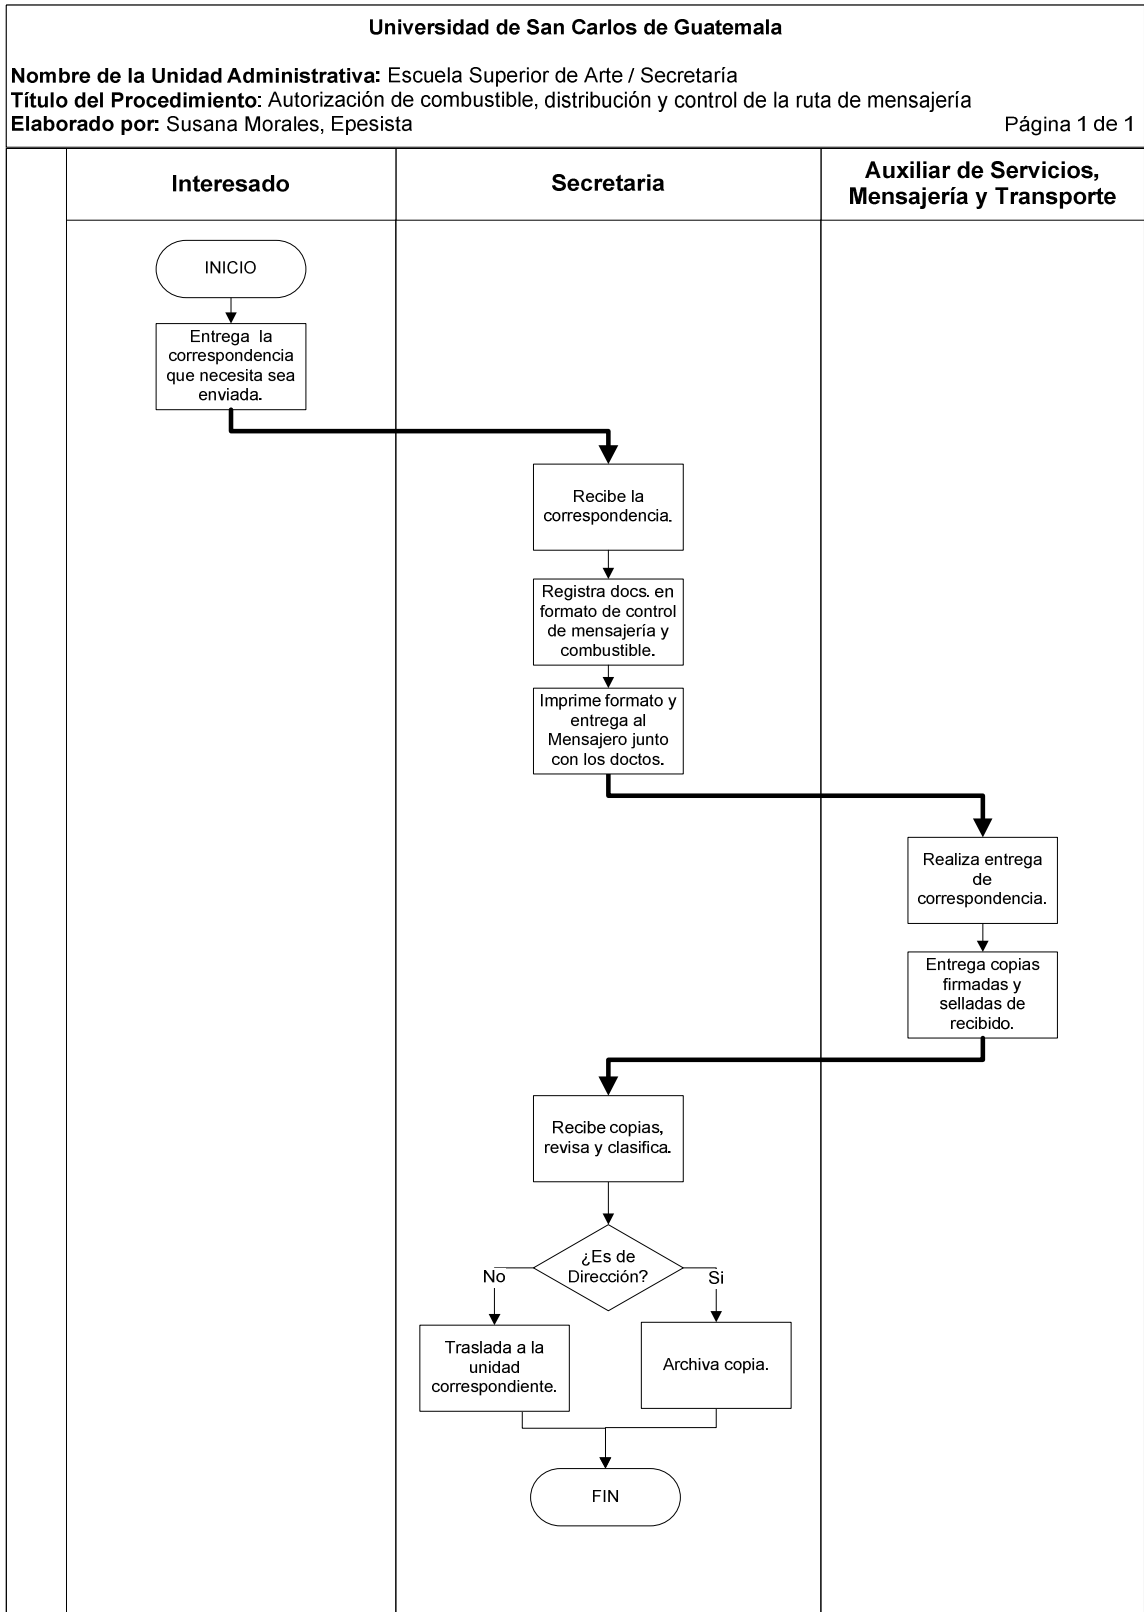 Universidad de San Carlos de Guatemala
Nombre de la Unidad Administrativa: Escuela Superior de Arte / Secretaría
Título del Procedimiento: Autorización de combustible, distribución y control de la ruta de mensajería
Elaborado por: Susana Morales, Epesista
Página 1 de 1
Interesado
Secretaria
Auxiliar de Servicios,
Mensajería y Transporte
INICIO
Entrega la
correspondencia
que necesita sea
enviada.
Recibe la
correspondencia.
Registra docs. en
formato de control
de mensajería y
combustible.
Imprime formato y
entrega al
Mensajero junto
con los doctos.
Realiza entrega
de
correspondencia.
Entrega copias
firmadas y
selladas de
recibido.
Recibe copias,
revisa y clasifica.
¿Es de
Dirección?
No
Si
Traslada a la
unidad
correspondiente.
Archiva copia.
FIN